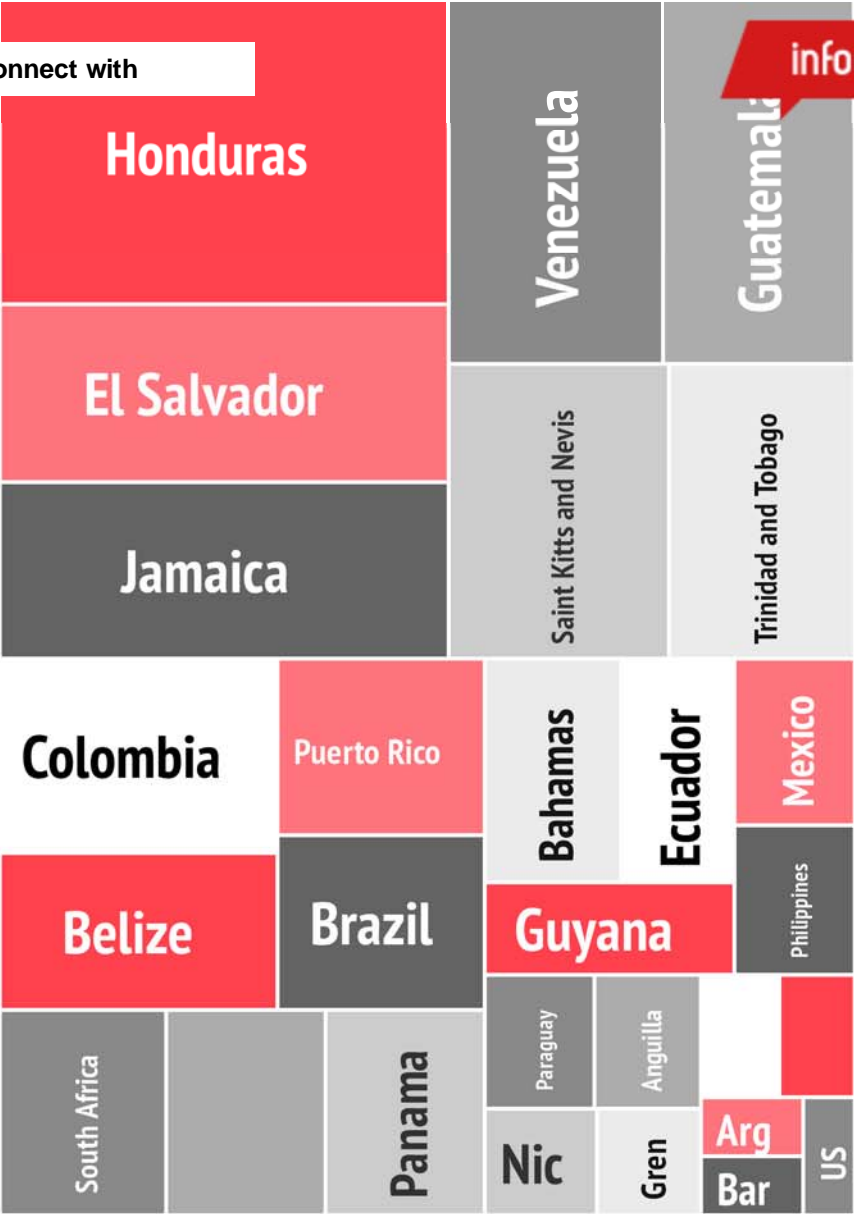 onnect with
info
Honduras
Venezuela
Guatemala
El Salvador
Jamaica
Saint Kitts and Nevis
Trinidad and Tobago
Colombia
Puerto Rico
Bahamas
Ecuador
Mexico
Belize
Brazil
Guyana
Philippines
South Africa
Panama
Paraguay
Anguilla
Nic
Gren
Arg
Bar
US